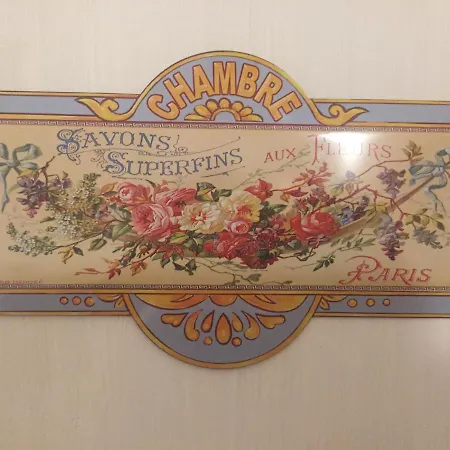 CHAMBRE
SAVONS AUX FLEURS
SUPERFINS
PARIS